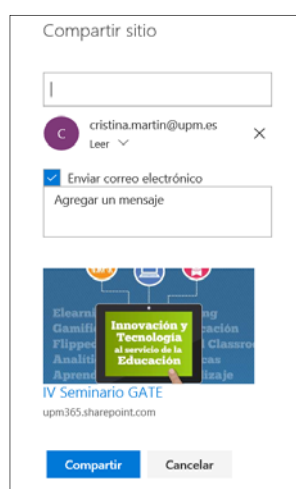 Compartir sitio
C
cristina.martin@upm.es
Leer
Enviar correo electrónico
Agregar un mensaje
Innovación y
Tecnología
al servicio de la
Educación
IV Seminario GATE
upm365.sharepoint.com
Compartir
Cancelar